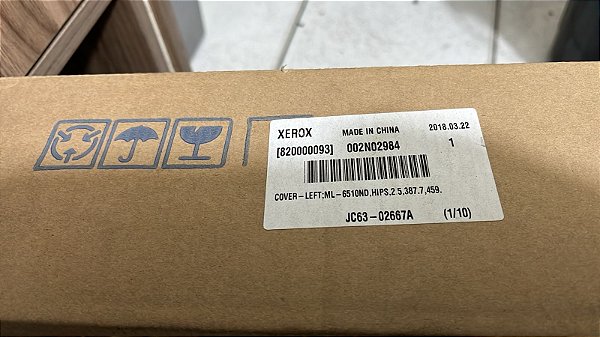 XEROX MADE IN CHINA 2018.03.22
[820000093] 002N02984 1
COVER-LEFT;ML-6510ND,HIPS,2.5,387.7,459,
JC63-02667A (1/10)